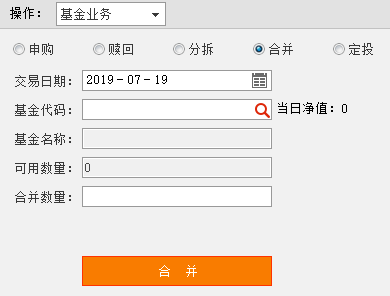 操作： 基金业务
申购 赎回 分拆 合并 定投
交易日期： 2019-07-19
基金代码： 当日净值：0
基金名称：
可用数量： 0
合并数量：
合 并